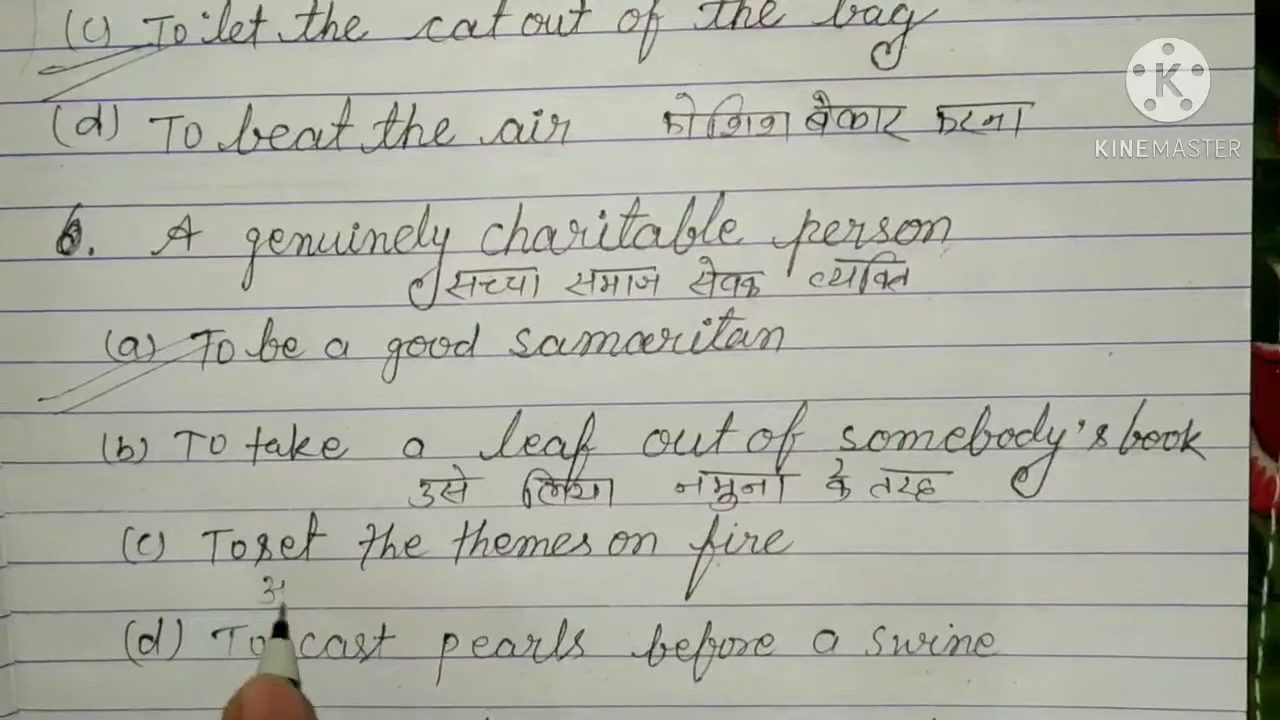 (c) To let the cat out of the bag
(d) To beat the air कोशिश बेकार करना
K
KINEMASTER
6. A genuinely charitable person
सच्चा समाज सेवक व्यक्ति
(a) To be a good samaritan
(b) To take a leaf out of somebody's book
उसे लिया नमुना के तरह
(c) To set the themes on fire
अ
(d) To cast pearls before a swine